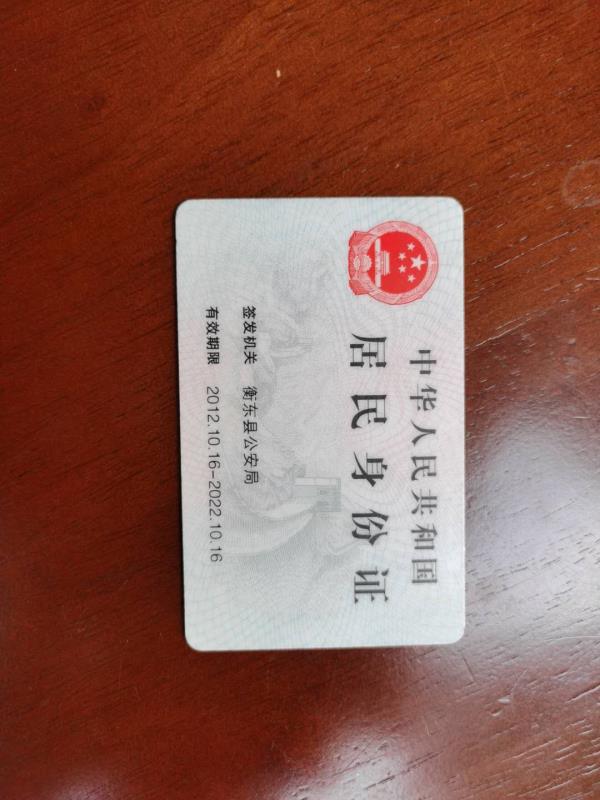 中华人民共和国
居民身份证
签发机关 衡东县公安局
有效期限 2012.10.16-2022.10.16